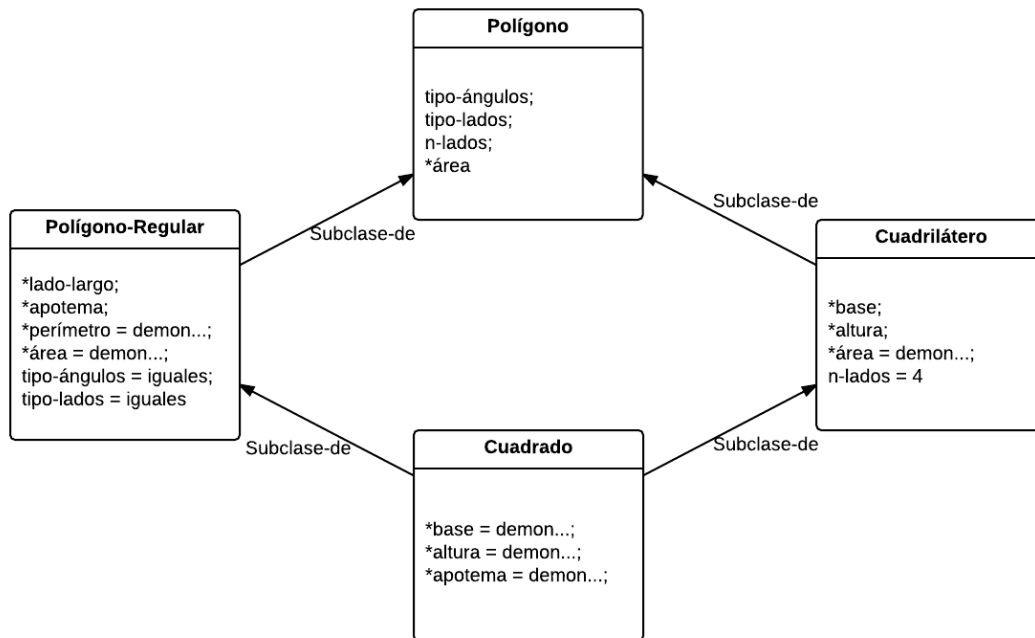 Polígono
tipo-ángulos;
tipo-lados;
n-lados;
*área
Subclase-de
Subclase-de
Polígono-Regular
*lado-largo;
*apotema;
*perímetro = demon...;
*área = demon...;
tipo-ángulos = iguales;
tipo-lados = iguales
Cuadrilátero
*base;
*altura;
*área = demon...;
n-lados = 4
Subclase-de
Subclase-de
Cuadrado
*base = demon...;
*altura = demon...;
*apotema = demon...;